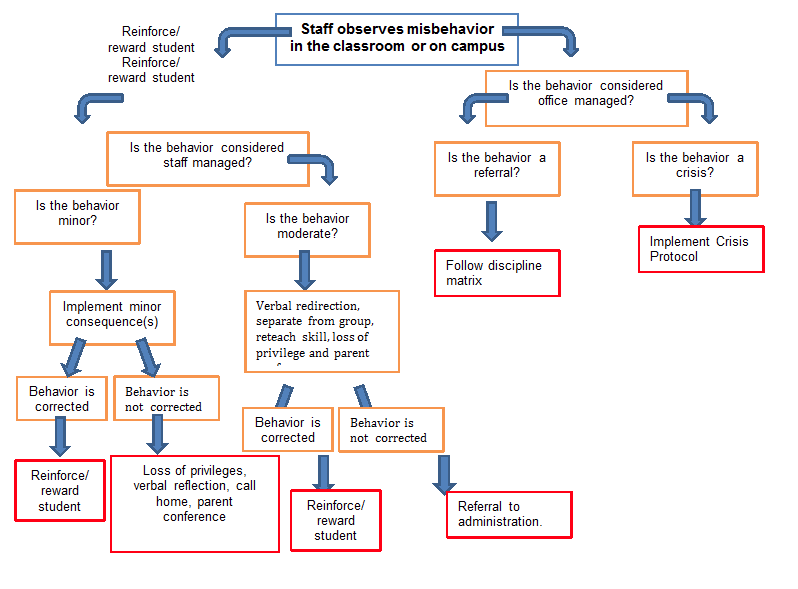 Staff observes misbehavior
in the classroom or on campus
Reinforce/
reward student
Reinforce/
reward student
Is the behavior considered
office managed?
Is the behavior considered
staff managed?
Is the behavior a
referral?
Is the behavior a
crisis?
Is the behavior
minor?
Is the behavior
moderate?
Follow discipline
matrix
Implement Crisis
Protocol
Implement minor
consequence(s)
Verbal redirection,
separate from group,
reteach skill, loss of
privilege and parent
Behavior is
corrected
Behavior is
not corrected
Behavior is
corrected
Behavior is
not corrected
Reinforce/
reward
student
Loss of privileges,
verbal reflection, call
home, parent
conference
Reinforce/
reward
student
Referral to
administration.